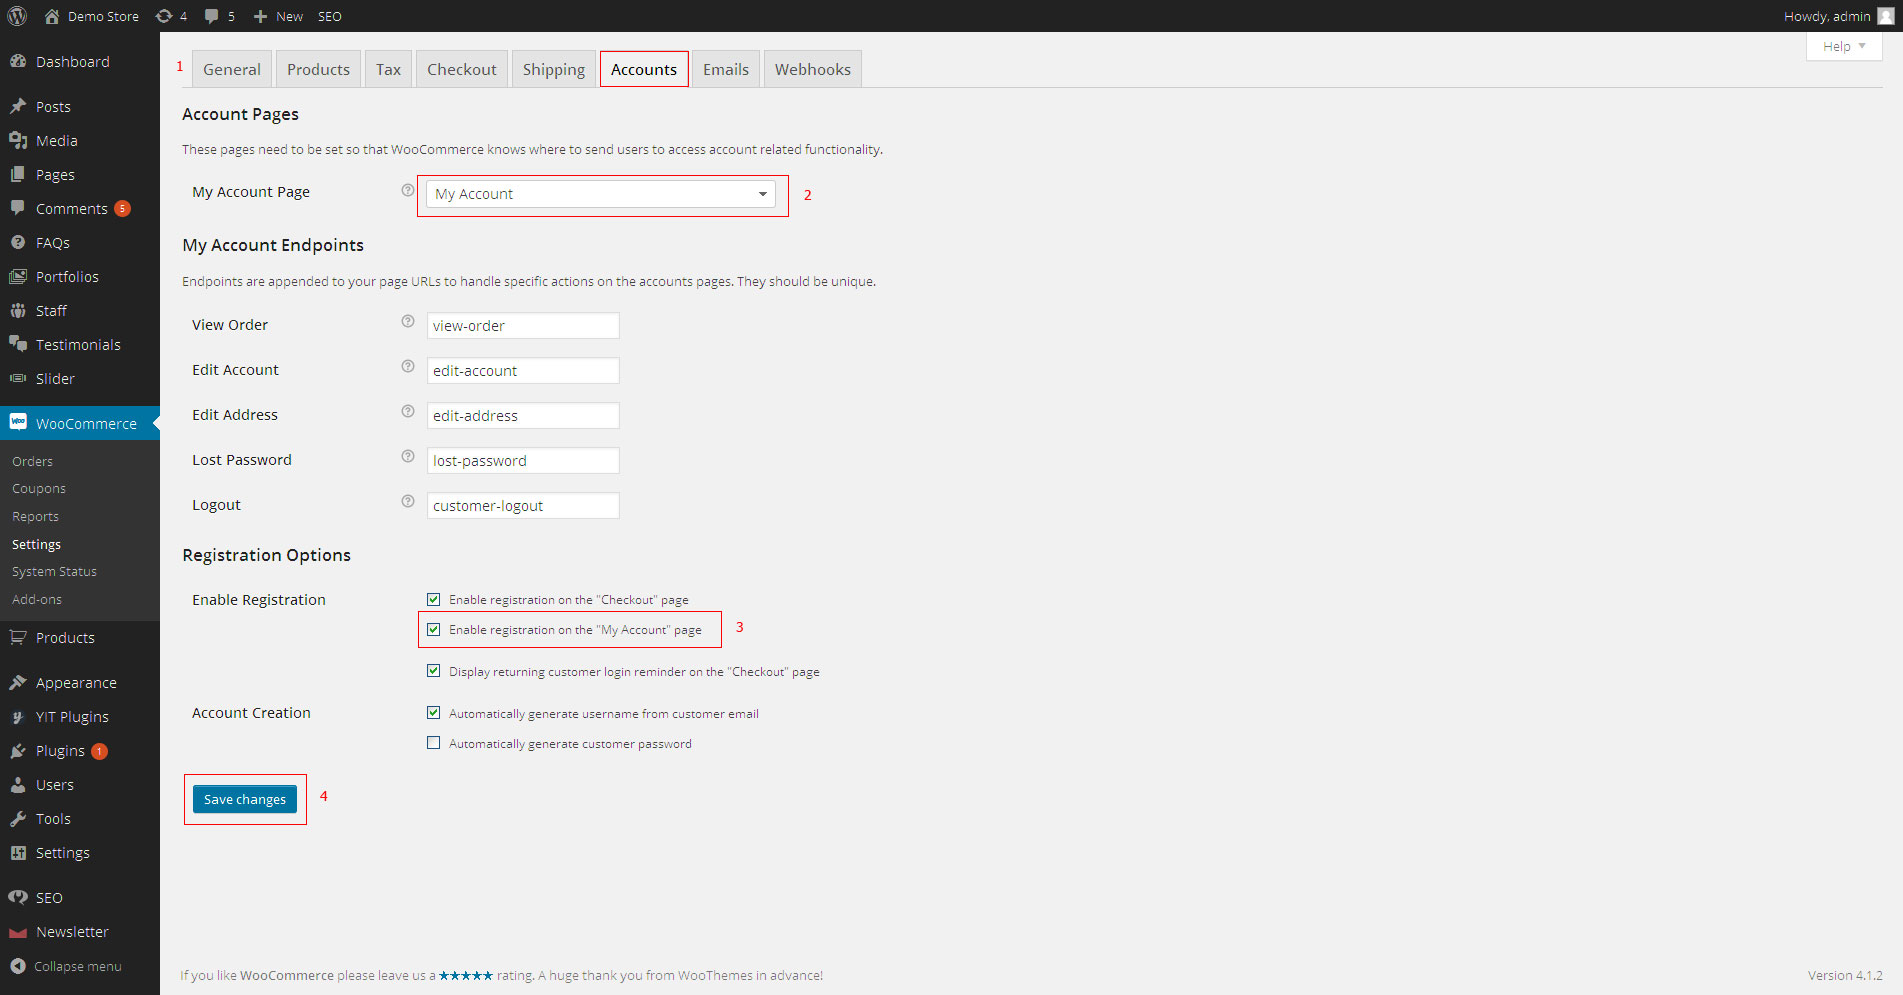 Demo Store 4 5 New SEO Howdy, admin
Help
Dashboard
Posts
Media
Pages
Comments 5
FAQs
Portfolios
Staff
Testimonials
Slider
WooCommerce
Orders
Coupons
Reports
Settings
System Status
Add-ons
Products
Appearance
YIT Plugins
Plugins 1
Users
Tools
Settings
SEO
Newsletter
Collapse menu
1 General Products Tax Checkout Shipping Accounts Emails Webhooks
Account Pages
These pages need to be set so that WooCommerce knows where to send users to access account related functionality.
My Account Page ? My Account 2
My Account Endpoints
Endpoints are appended to your page URLs to handle specific actions on the accounts pages. They should be unique.
View Order ? view-order
Edit Account ? edit-account
Edit Address ? edit-address
Lost Password ? lost-password
Logout ? customer-logout
Registration Options
Enable Registration Enable registration on the "Checkout" page
Enable registration on the "My Account" page 3
Display returning customer login reminder on the "Checkout" page
Account Creation Automatically generate username from customer email
Automatically generate customer password
Save changes 4
If you like WooCommerce please leave us a ★★★★★ rating. A huge thank you from WooThemes in advance!
Version 4.1.2